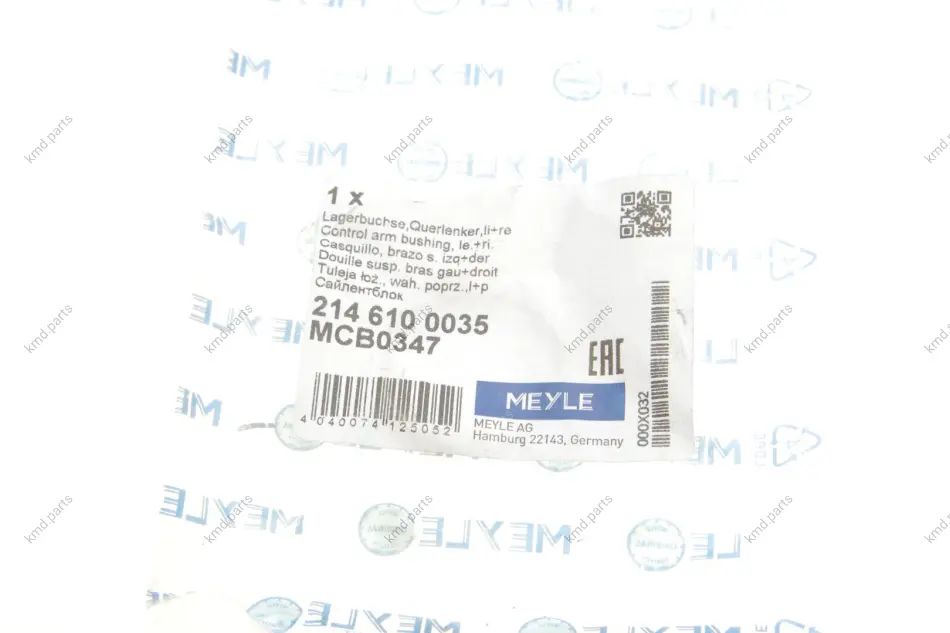 1 x
Lagerbuchse,Querlenker,li+re
Control arm bushing, le.+ri.
Casquillo, brazo s. izq+der
Douille susp. bras gau+droit
Tuleja łoż., wah. poprz.,l+p
Сайлентблок
214 610 0035
MCB0347
EAC
MEYLE
MEYLE AG
Hamburg 22143, Germany
4 040074 125052
000X032
kmd.parts